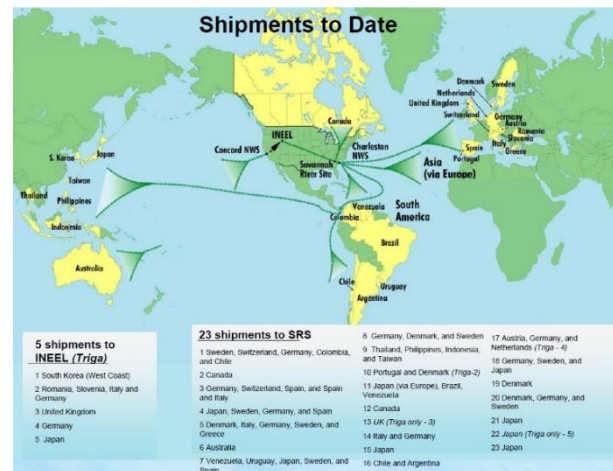 Shipments to Date
Sweden
Denmark
Netherlands
United Kingdom
Switzerland
Germany
Austria
Romania
Slovenia
Italy
Greece
Spain
Portugal
Canada
INEEL
Concord NWS
Charleston
NWS
Savannah
River Site
Asia
(via Europe)
S. Korea
Japan
Taiwan
Thailand
Philippines
Indonesia
Australia
Venezuela
Colombia
South
America
Brazil
Chile
Uruguay
Argentina
5 shipments to
INEEL (Triga)
1 South Korea (West Coast)
2 Romania, Slovenia, Italy and
Germany
3 United Kingdom
4 Germany
5 Japan
23 shipments to SRS
1 Sweden, Switzerland, Germany, Colombia,
and Chile
2 Canada
3 Germany, Switzerland, Spain, and Spain
and Italy
4 Japan, Sweden, Germany, and Spain
5 Denmark, Italy, Germany, Sweden, and
Greece
6 Australia
7 Venezuela, Uruguay, Japan, Sweden, and
Spain
8 Germany, Denmark, and Sweden
9 Thailand, Philippines, Indonesia,
and Taiwan
10 Portugal and Denmark (Triga-2)
11 Japan (via Europe), Brazil,
Venezuela
12 Canada
13 UK (Triga only - 3)
14 Italy and Germany
15 Japan
16 Chile and Argentina
17 Austria, Germany, and
Netherlands (Triga - 4)
18 Germany, Sweden, and
Japan
19 Denmark
20 Denmark, Germany, and
Sweden
21 Japan
22 Japan (Triga only - 5)
23 Japan